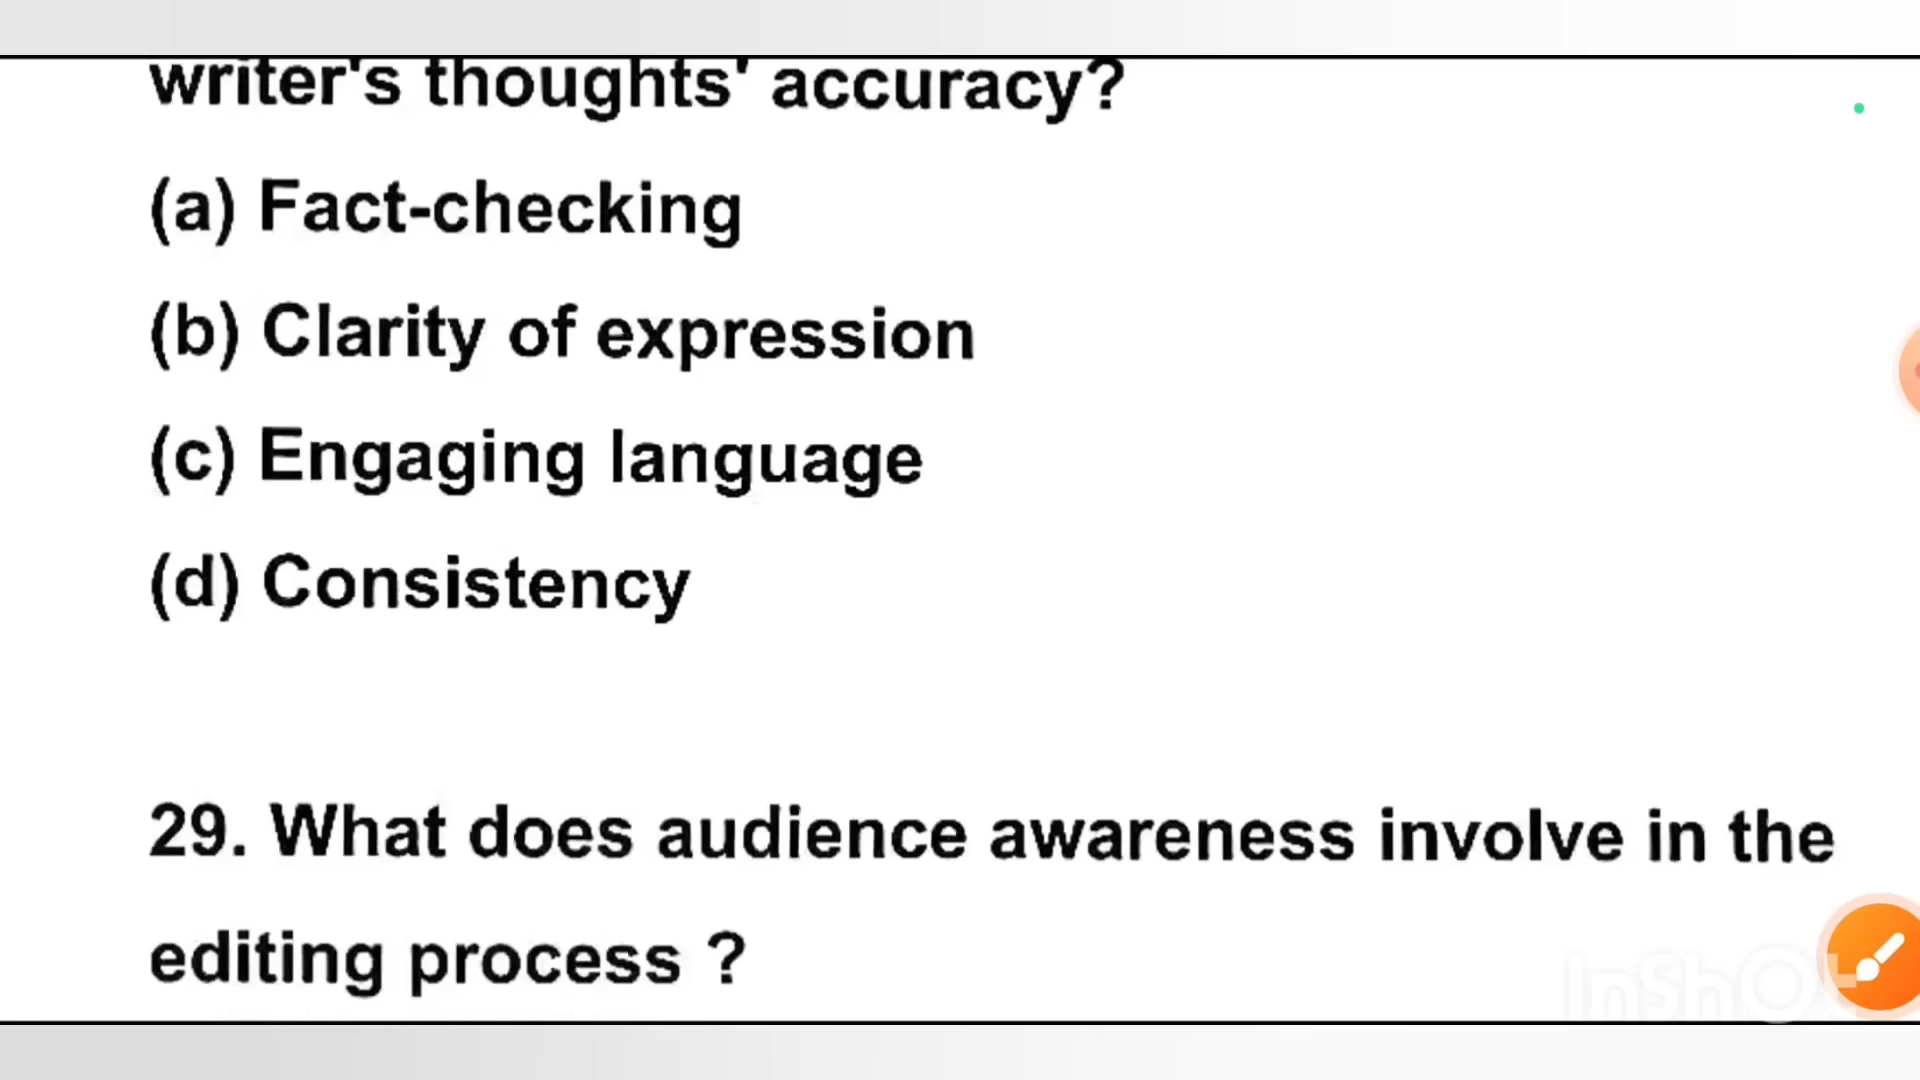 writer's thoughts' accuracy?
(a) Fact-checking
(b) Clarity of expression
(c) Engaging language
(d) Consistency
29. What does audience awareness involve in the
editing process ?
InShOt